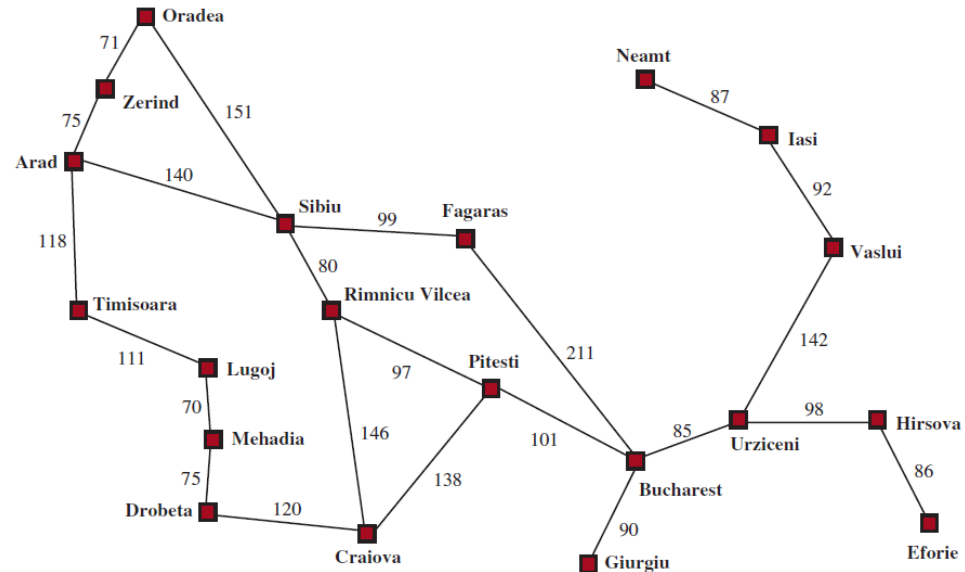 Oradea
71
Neamt
87
Zerind
151
75
Iasi
Arad
140
92
Sibiu
99
Fagaras
118
Vaslui
80
Timisoara
Rimnicu Vilcea
142
111
Lugoj
97
Pitesti
211
70
98
Hirsova
Mehadia
146
101
85
Urziceni
75
138
86
Bucharest
Drobeta
120
90
Craiova
Giurgiu
Eforie